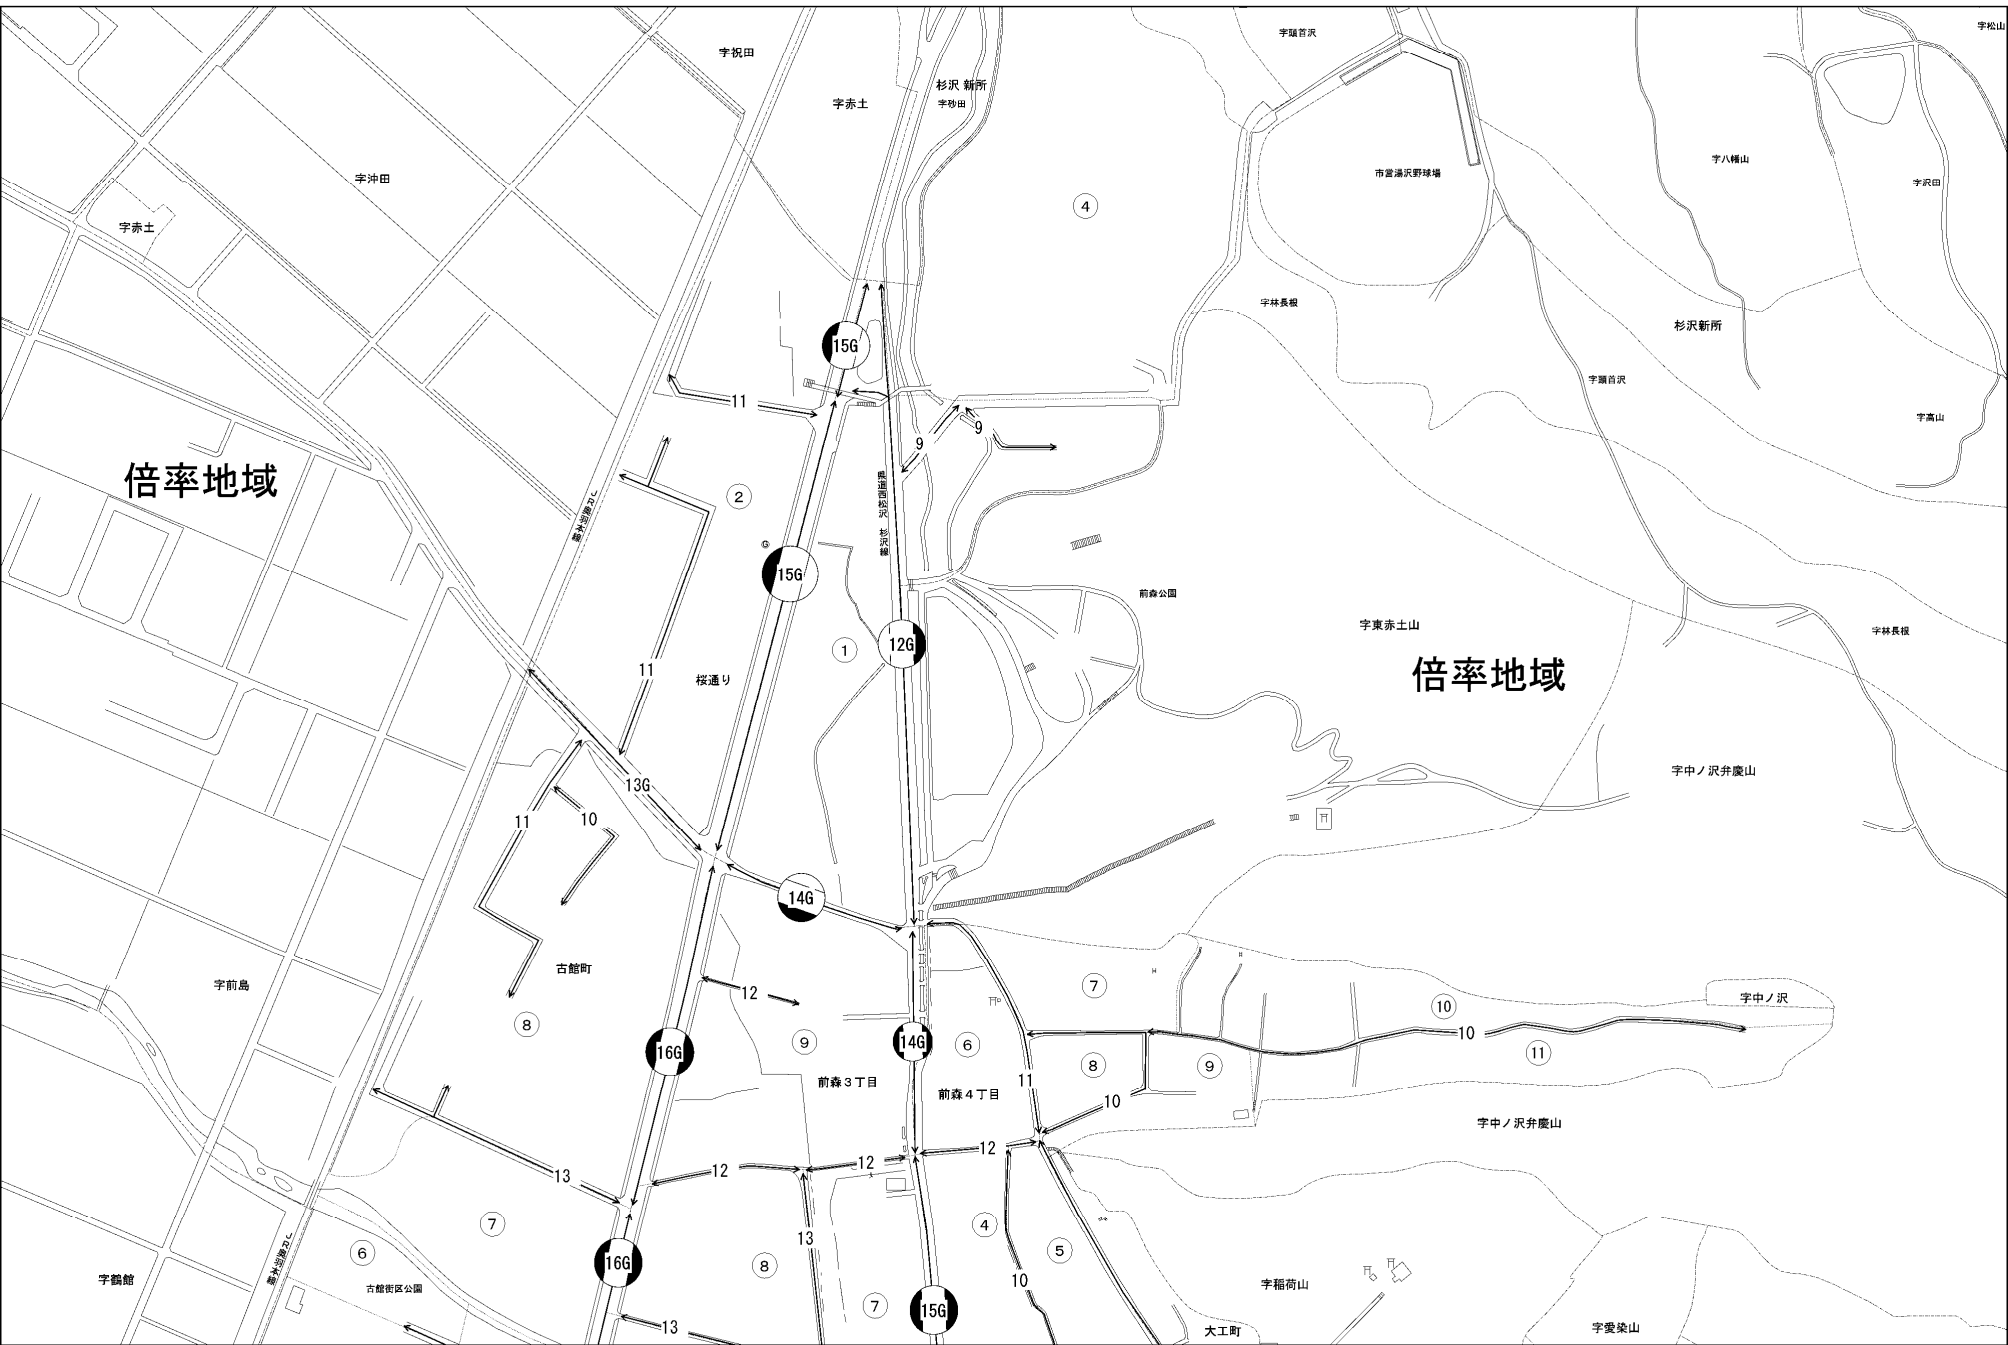 字松山
字頭首沢
字祝田
杉沢 新所
字赤土
字砂田
字八幡山
市営湯沢野球場
字沖田
字沢田
4
字赤土
字林長根
杉沢新所
15G
字頭首沢
11
字高山
9
9
倍率地域
県道西松沢 杉沢線
2
G
15G
前森公園
字東赤土山
字林長根
12G
1
11
桜通り
倍率地域
字中ノ沢弁慶山
13G
11
10
14G
古館町
字前島
7
12
字中ノ沢
10
8
10
9
14G
6
16G
11
8
9
11
前森3丁目
前森4丁目
10
字中ノ沢弁慶山
12
12
12
13
7
4
13
5
6
16G
8
10
字鶴館
古館街区公園
字稲荷山
7
15G
13
大工町
字愛染山